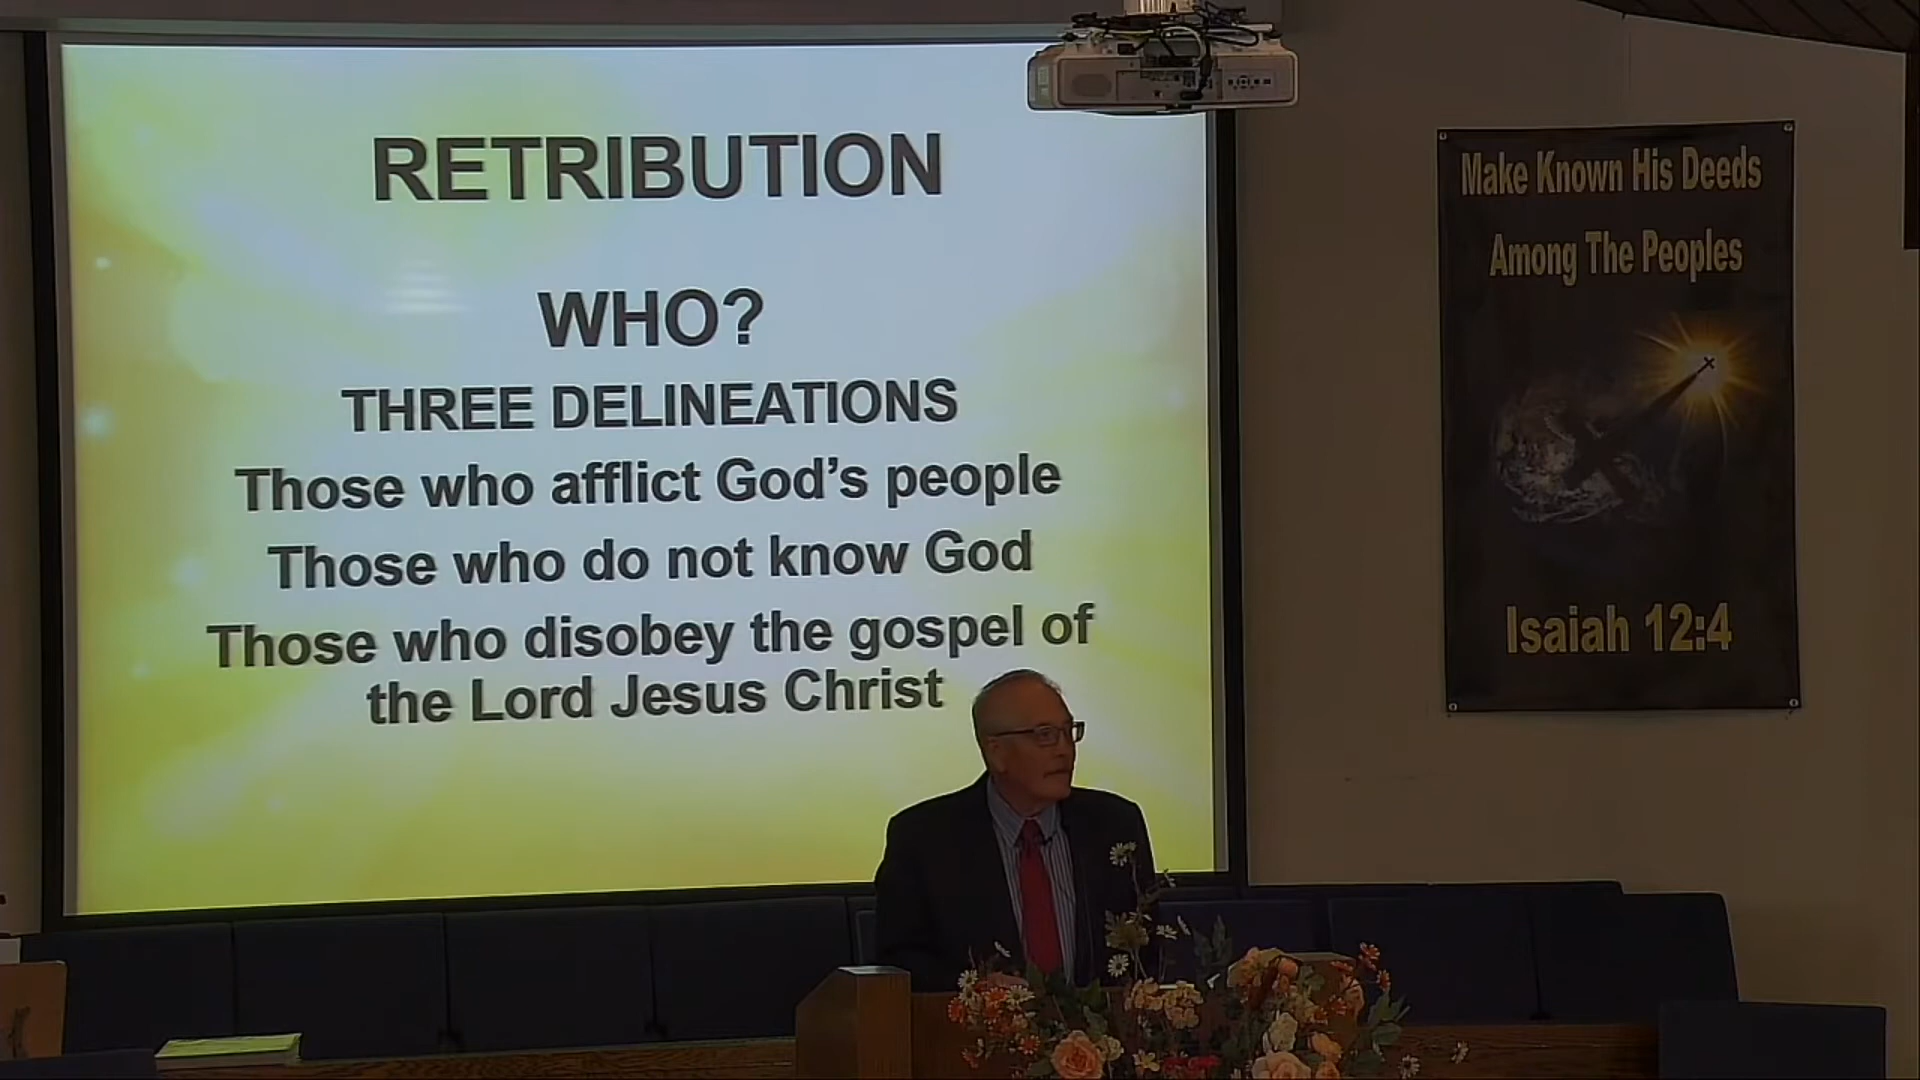 RETRIBUTION
WHO?
THREE DELINEATIONS
Those who afflict God’s people
Those who do not know God
Those who disobey the gospel of
the Lord Jesus Christ
Make Known His Deeds
Among The Peoples
Isaiah 12:4